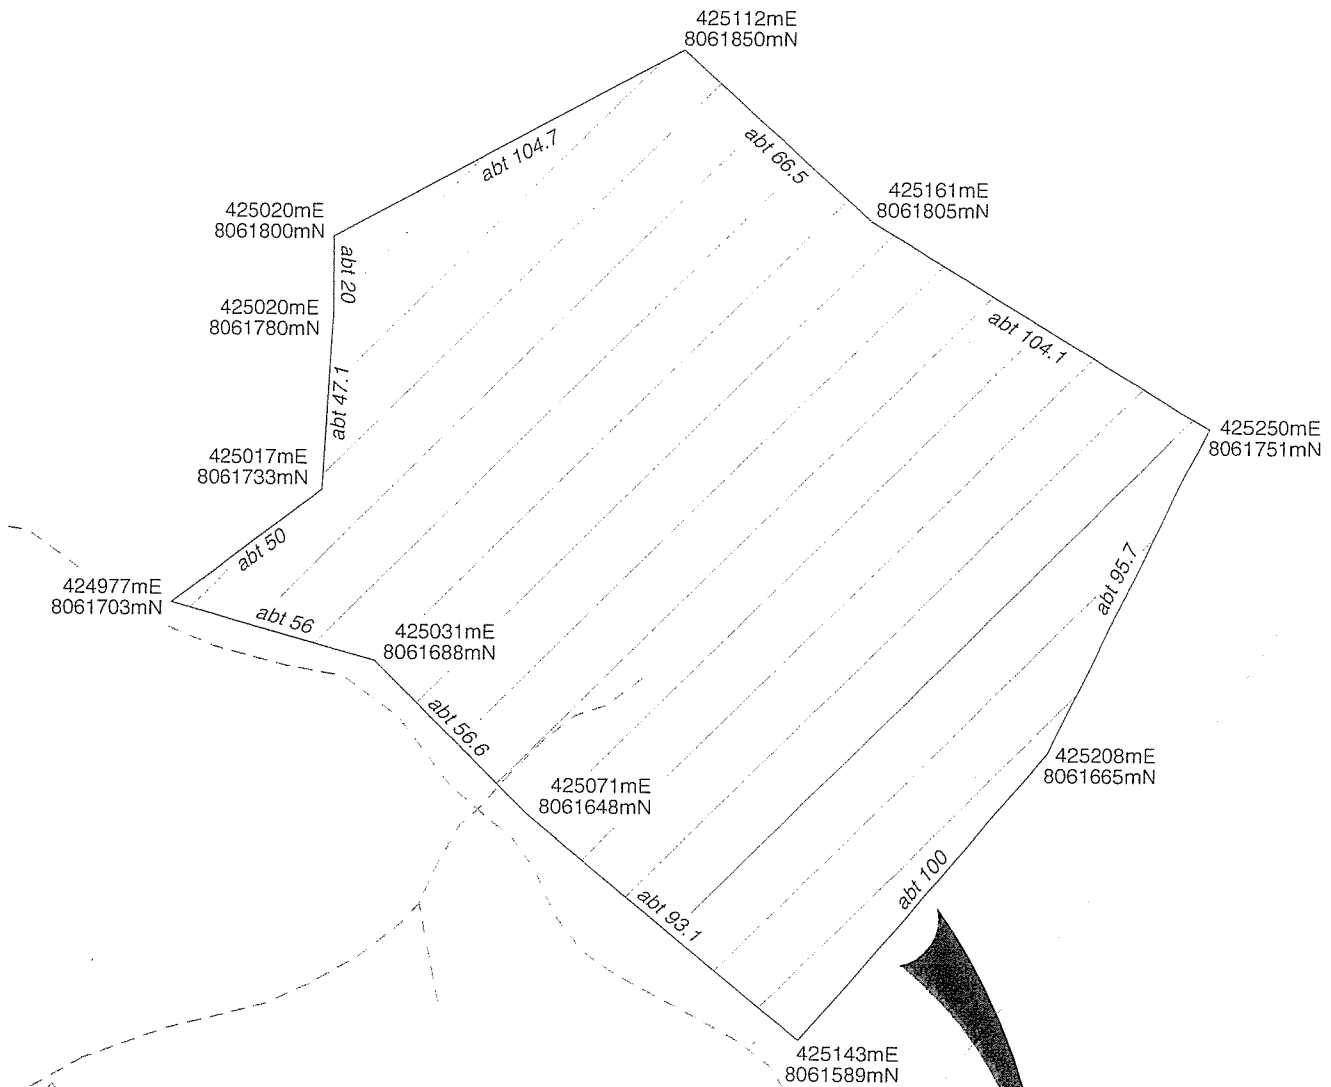 425112mE
8061850mN
abt 104.7
abt 66.5
425161mE
8061805mN
425020mE
8061800mN
abt 20
425020mE
8061780mN
abt 104.1
abt 47.1
425250mE
8061751mN
425017mE
8061733mN
abt 50
abt 95.7
424977mE
8061703mN
abt 56
425031mE
8061688mN
abt 56.6
425208mE
8061665mN
425071mE
8061648mN
abt 100
abt 93.1
425143mE
8061589mN